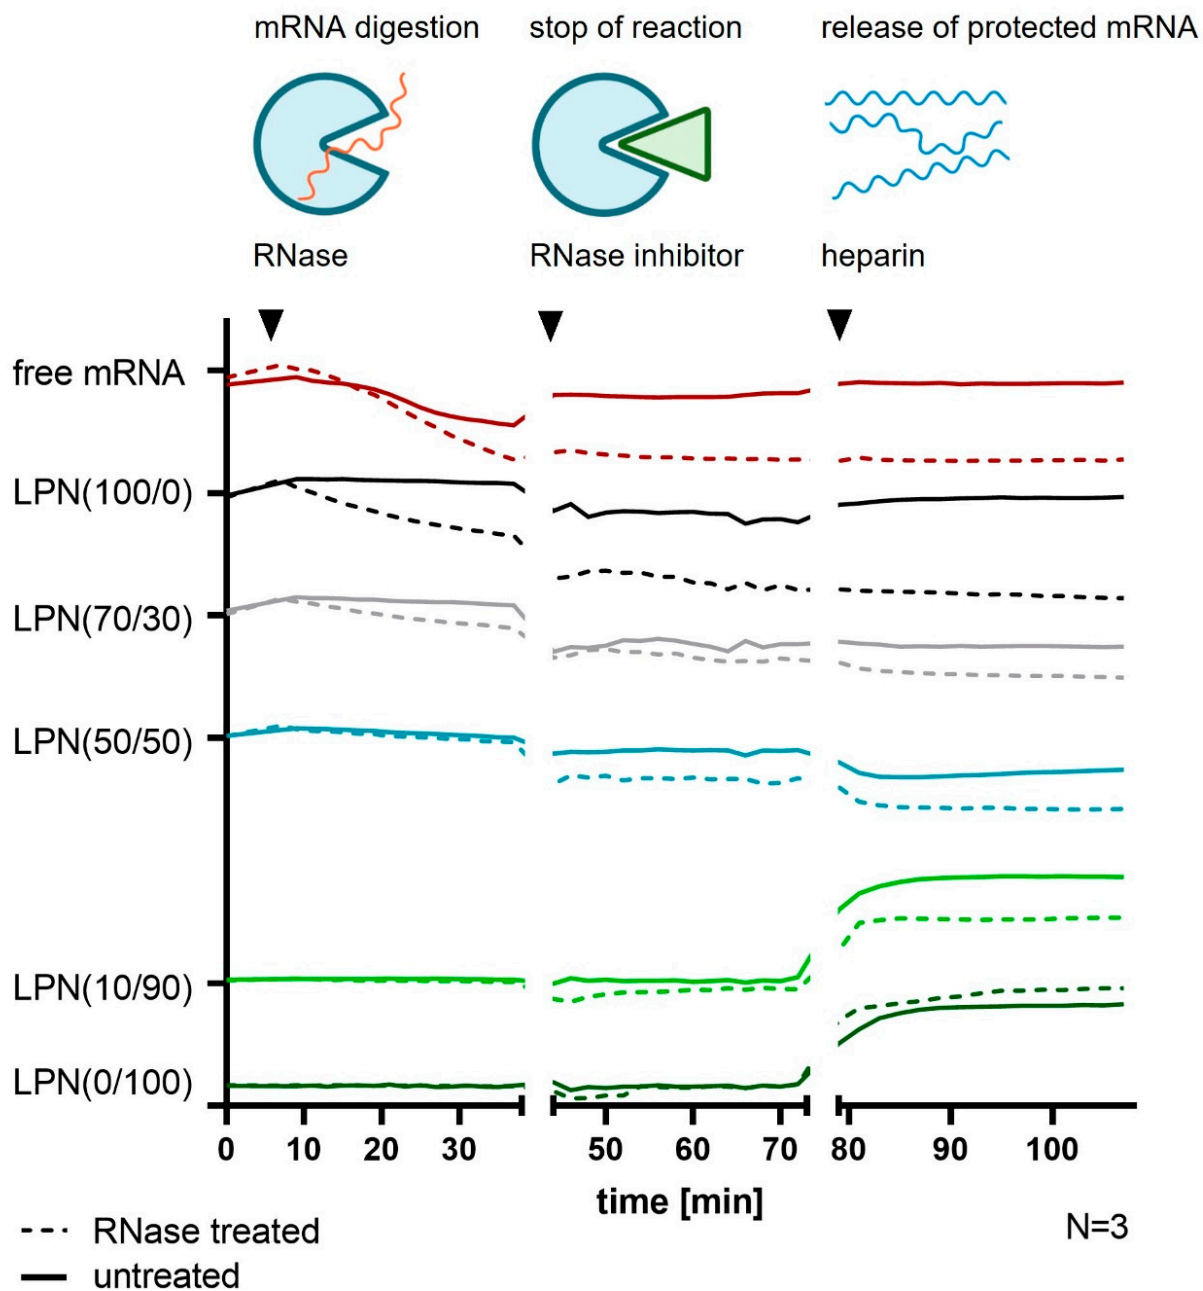 mRNA digestion stop of reaction release of protected mRNA
RNase RNase inhibitor heparin
free mRNA
LPN(100/0)
LPN(70/30)
LPN(50/50)
LPN(10/90)
LPN(0/100)
0 10 20 30 50 60 70 80 90 100
time [min]
RNase treated
N=3
untreated